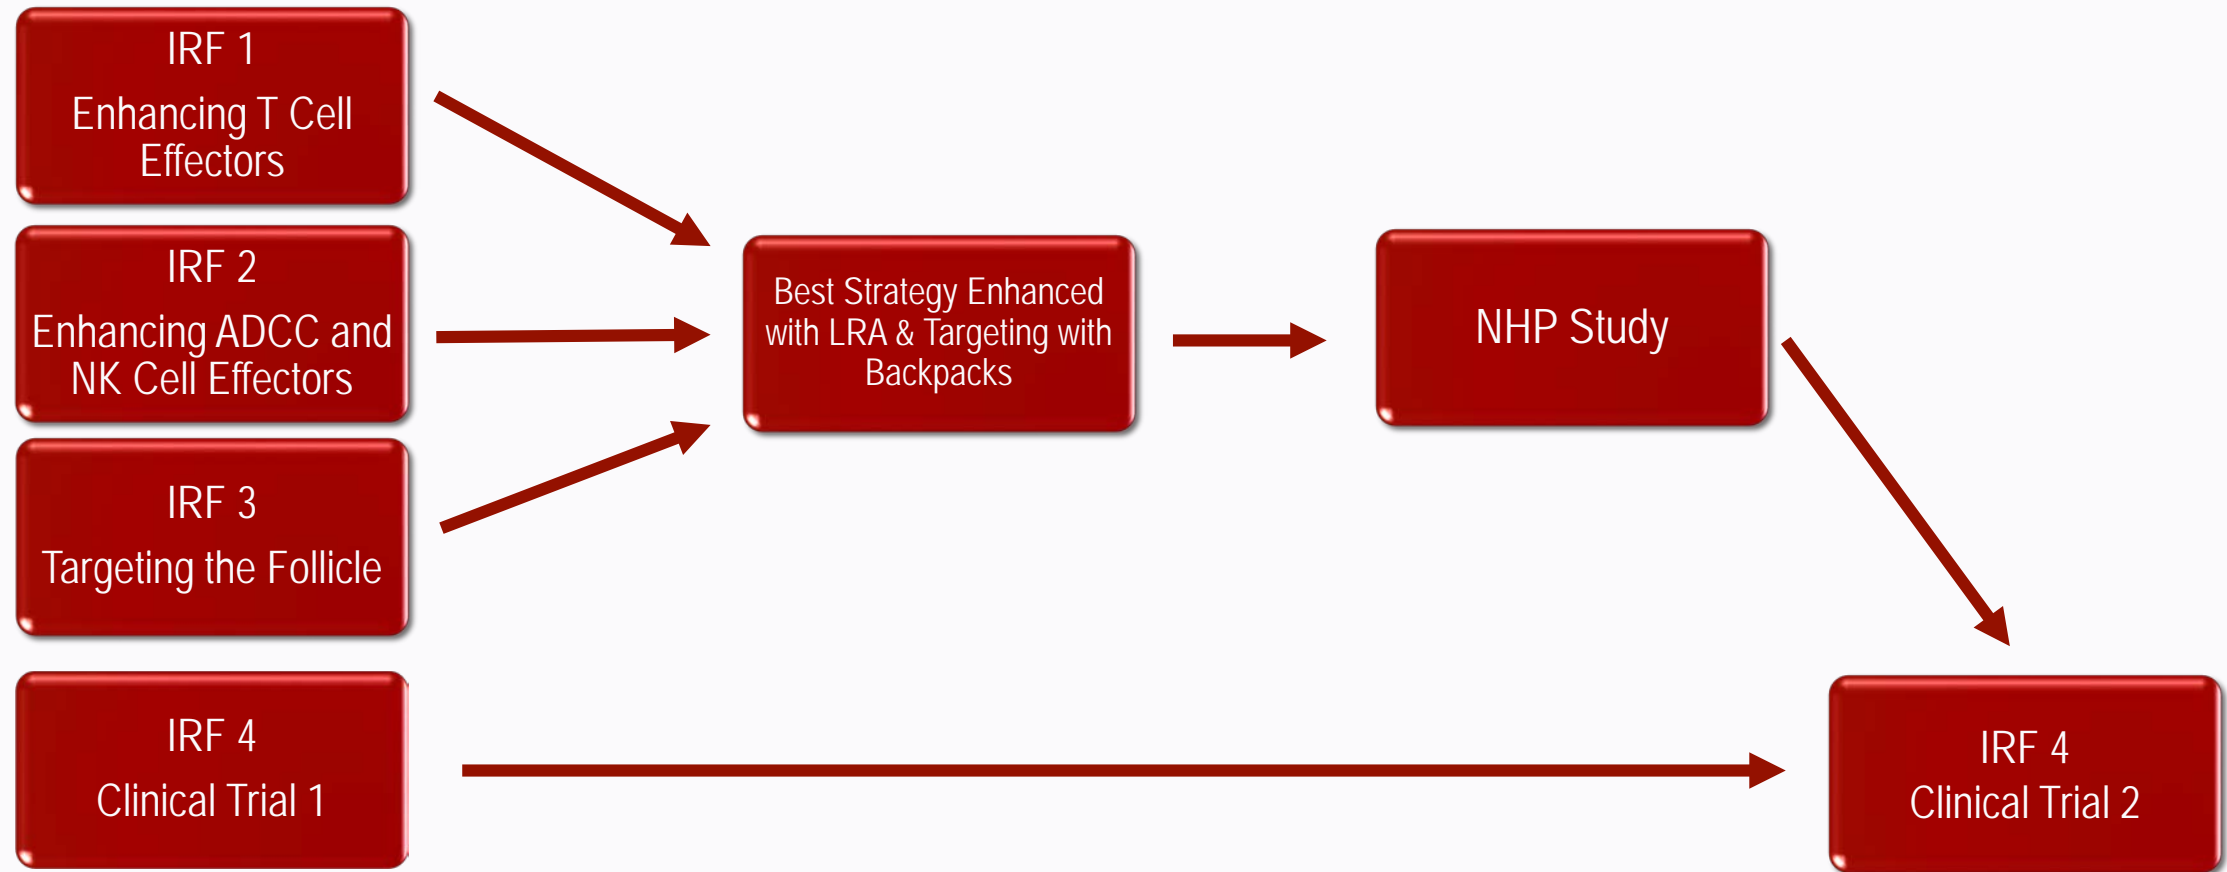 IRF 1
Enhancing T Cell
Effectors
IRF 2
Enhancing ADCC and
NK Cell Effectors
IRF 3
Targeting the Follicle
IRF 4
Clinical Trial 1
Best Strategy Enhanced
with LRA & Targeting with
Backpacks
NHP Study
IRF 4
Clinical Trial 2